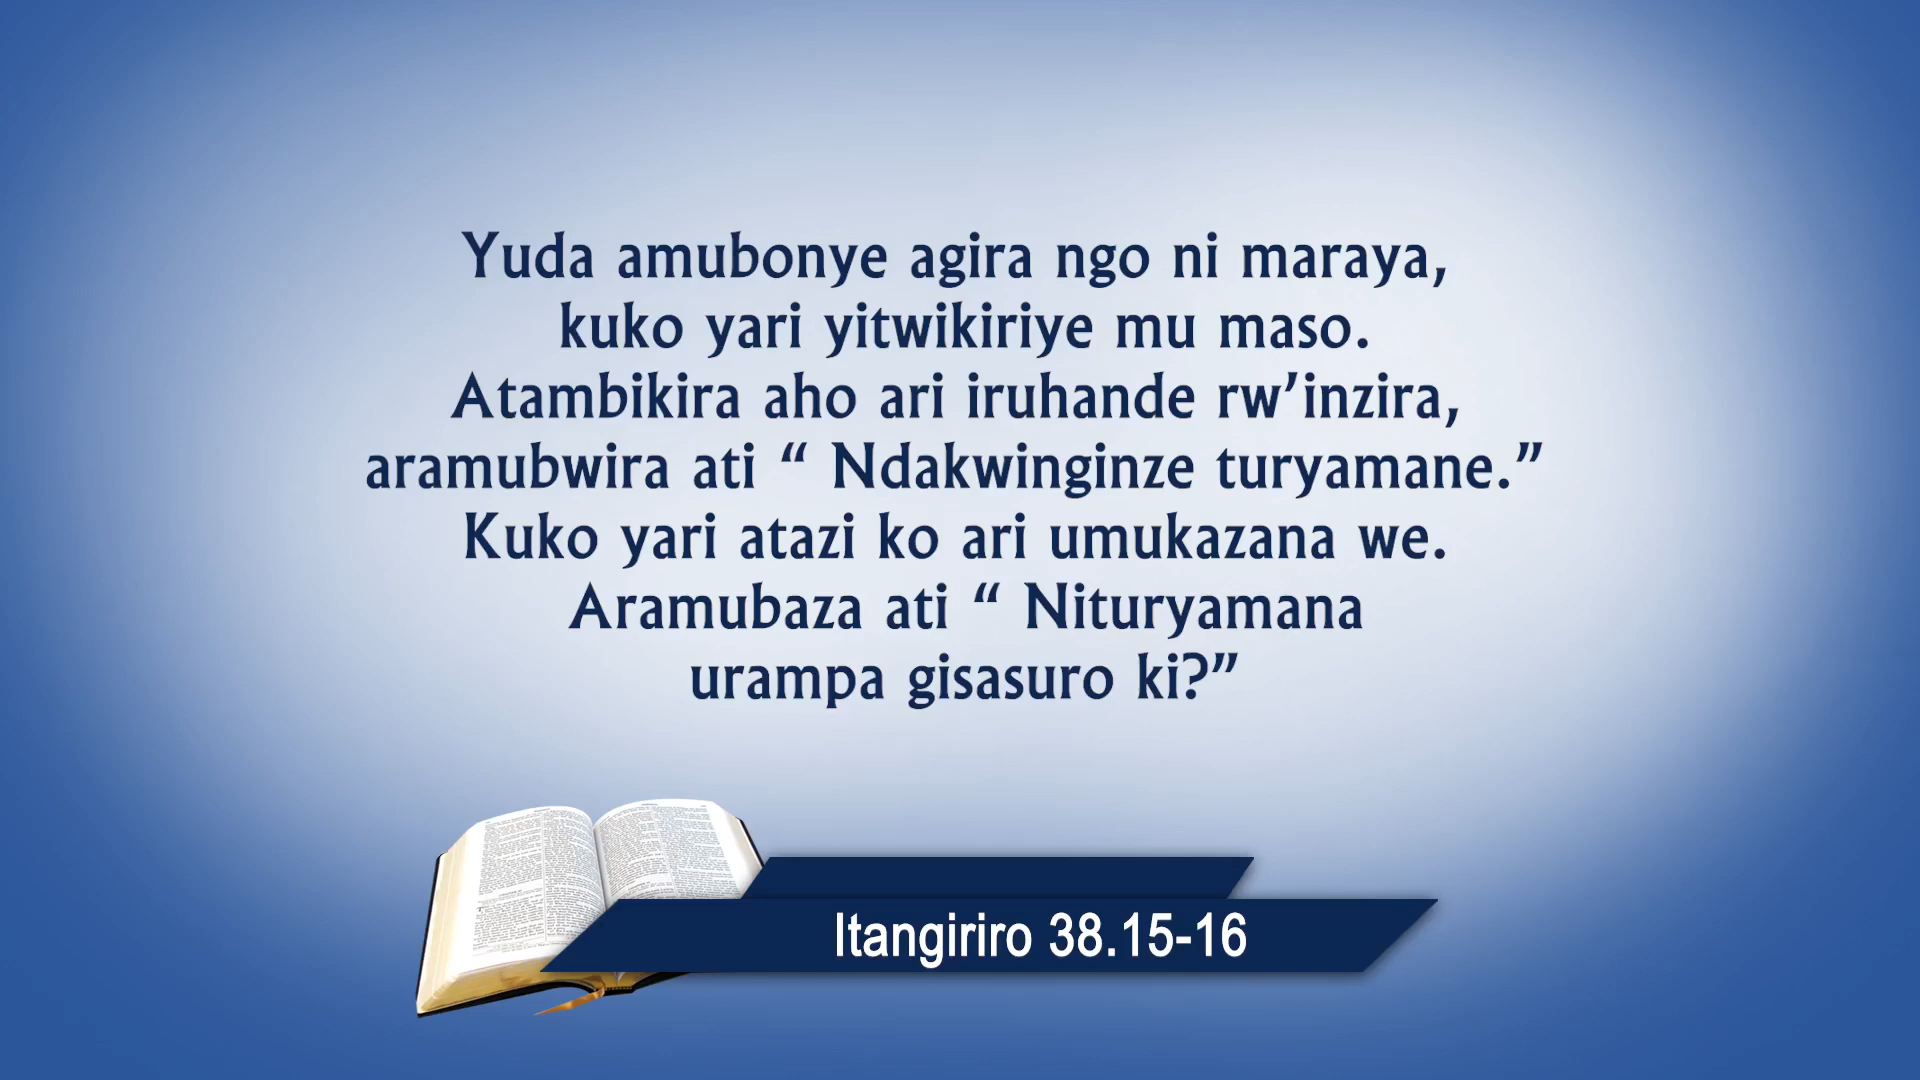 Yuda amubonye agira ngo ni maraya,
kuko yari yitwikiriye mu maso.
Atambikira aho ari iruhande rw’inzira,
aramubwira ati “ Ndakwinginze turyamane.”
Kuko yari atazi ko ari umukazana we.
Aramubaza ati “ Nituryamana
urampa gisasuro ki?”
Itangiriro 38.15-16